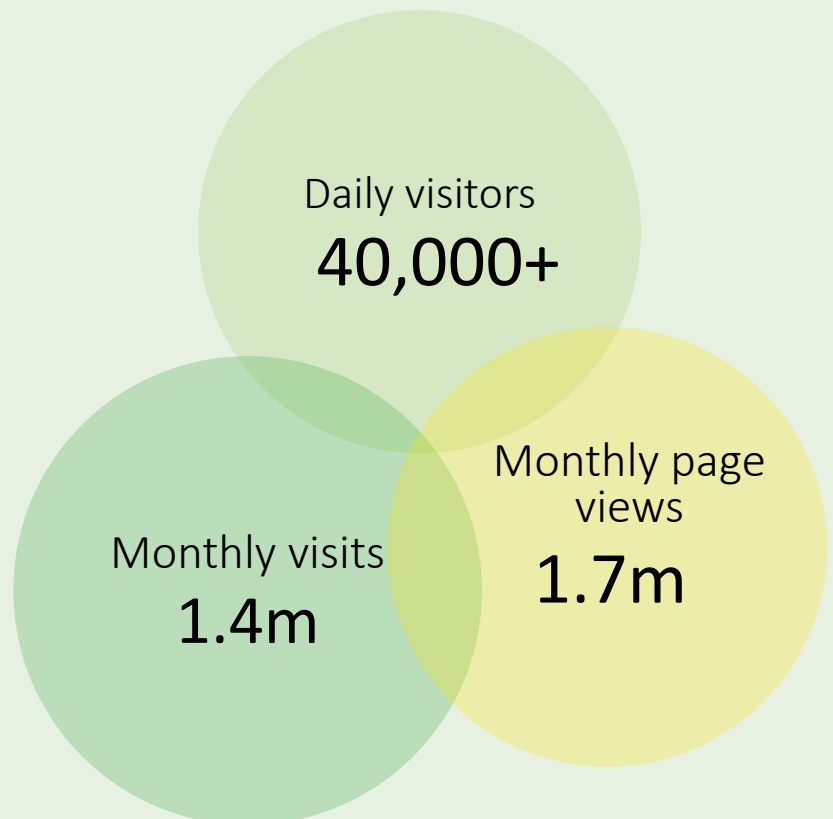 Daily visitors
40,000+
Monthly page
views
1.7m
Monthly visits
1.4m